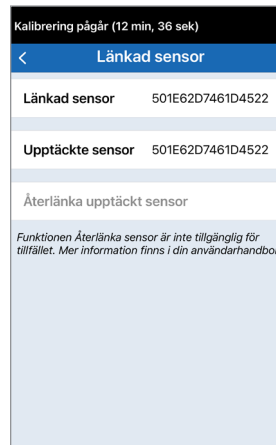 Kalibrering pågår (12 min, 36 sek)
Länkad sensor
Länkad sensor 501E62D7461D4522
Upptäckte sensor 501E62D7461D4522
Återlänka upptäckt sensor
Funktionen Återlänka sensor är inte tillgänglig för
tillfället. Mer information finns i din användarhandbo